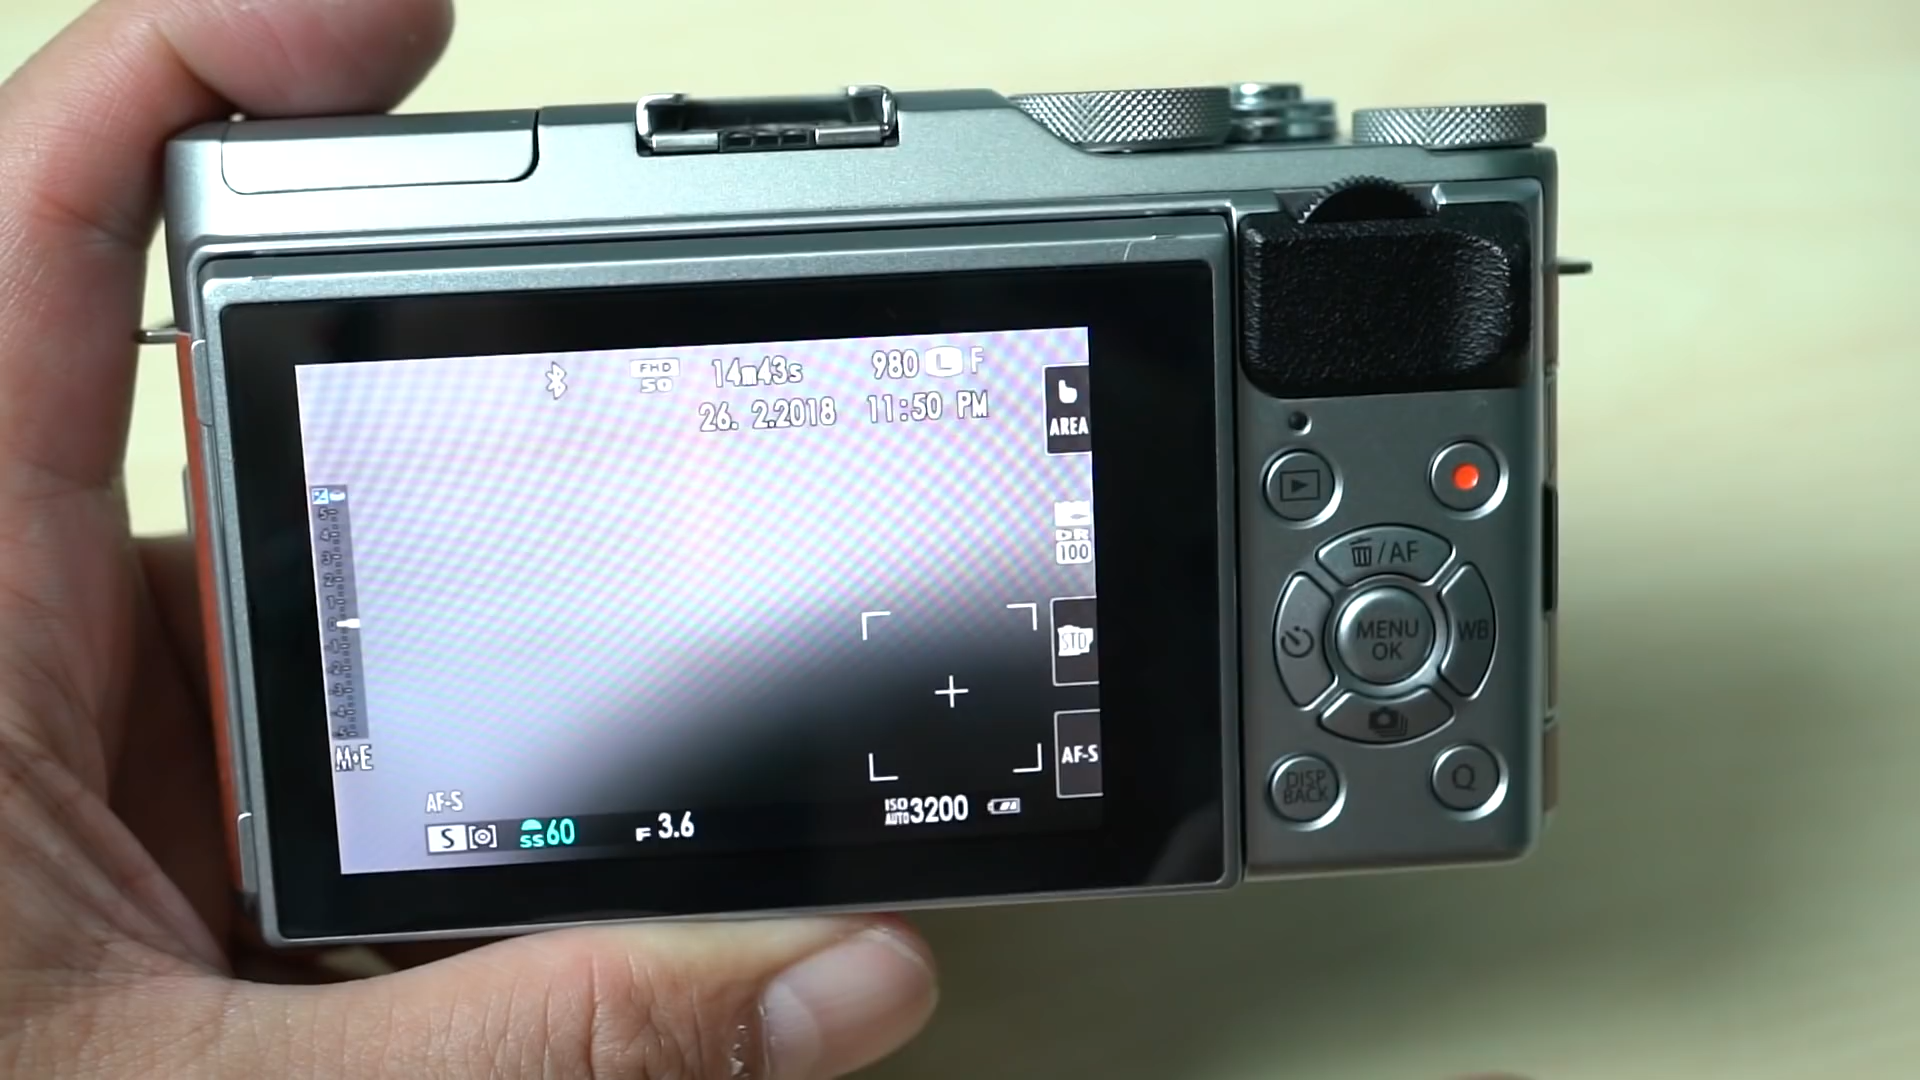 FHD 50 14m43s 980 L F
26. 2.2018 11:50 PM
AREA
5
4
3
2
1
0
1
2
3
4
5
DR
100
STD
M•E
AF-S
AF-S
S SS60 F3.6 ISO AUTO 3200
/AF
MENU
OK
WB
DISP
BACK
Q